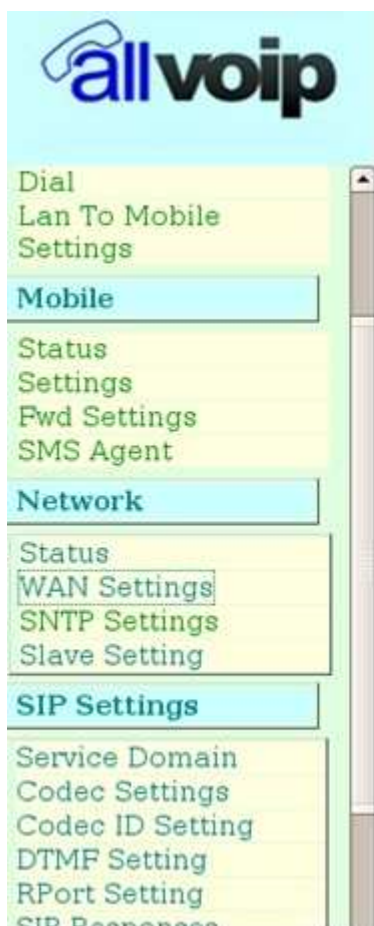 allvoip
Dial
Lan To Mobile
Settings
Mobile
Status
Settings
Fwd Settings
SMS Agent
Network
Status
WAN Settings
SNTP Settings
Slave Setting
SIP Settings
Service Domain
Codec Settings
Codec ID Setting
DTMF Setting
RPort Setting